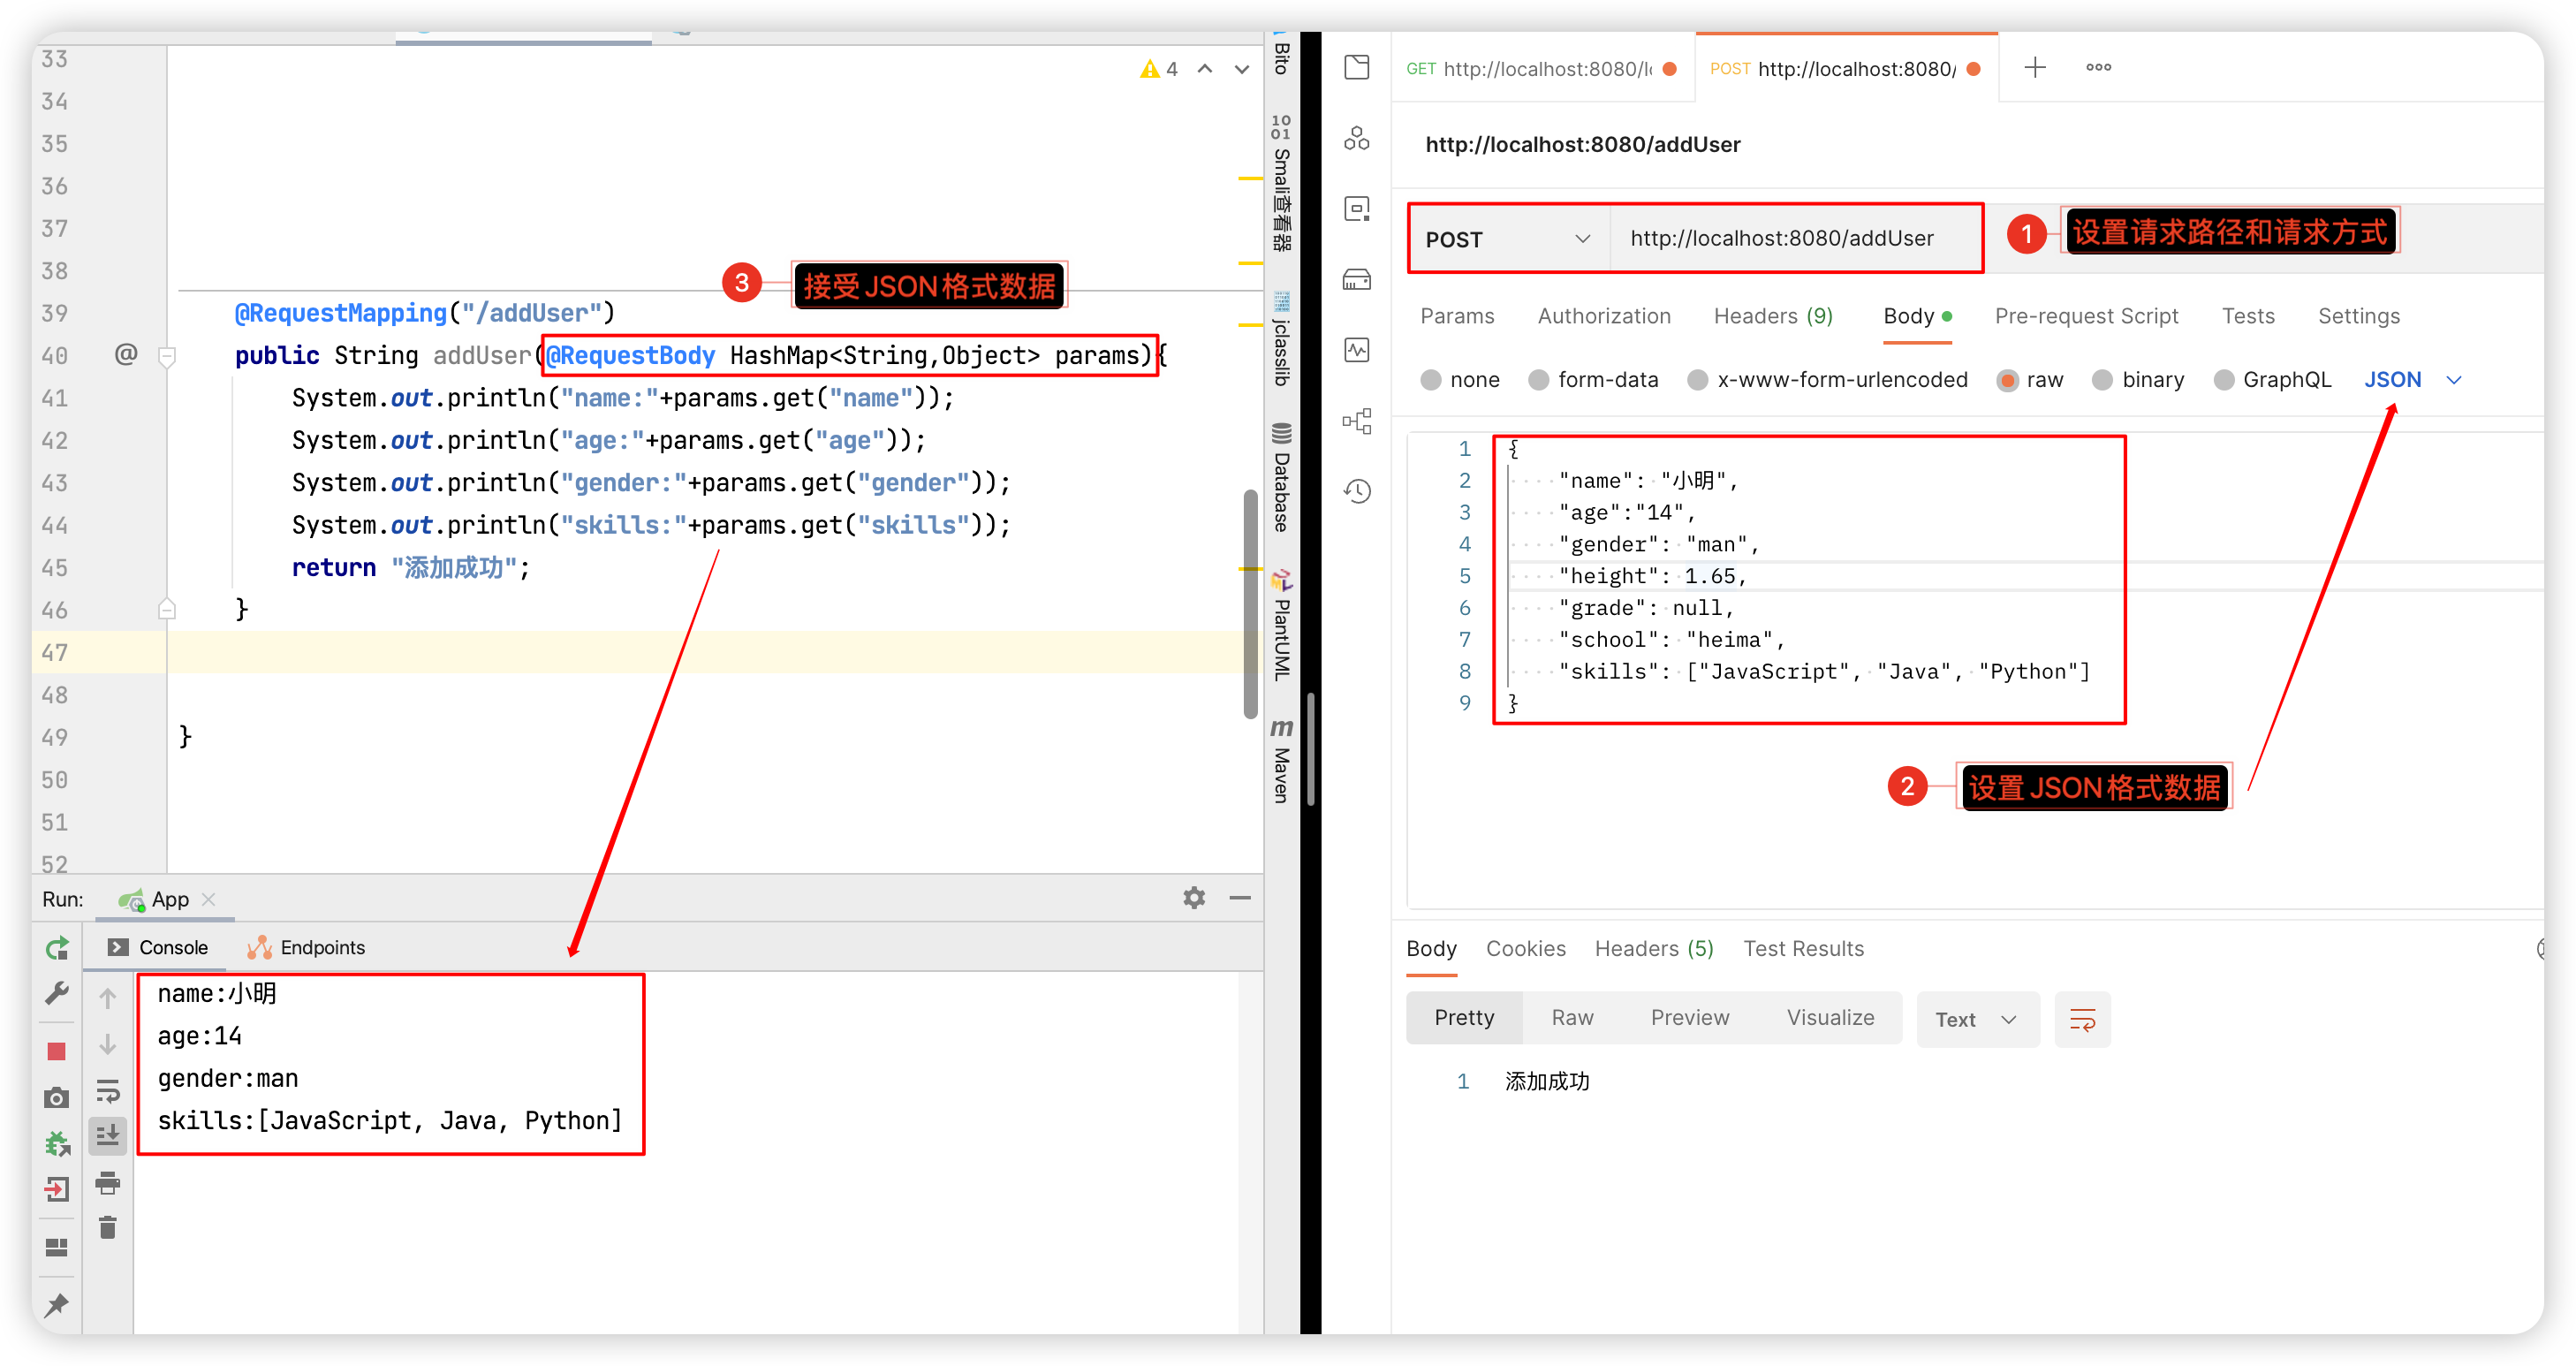 33
34
35
36
37
38
39 @RequestMapping("/addUser")
40 @ public String addUser(@RequestBody HashMap<String,Object> params){
41 System.out.println("name:"+params.get("name"));
42 System.out.println("age:"+params.get("age"));
43 System.out.println("gender:"+params.get("gender"));
44 System.out.println("skills:"+params.get("skills"));
45 return "添加成功";
46 }
47
48
49 }
50
51
52
4
3 接受 JSON 格式数据
Run: App
Console Endpoints
name:小明
age:14
gender:man
skills:[JavaScript, Java, Python]
Bito
Smali查看器
jclasslib
Database
PlantUML
m Maven
GET http://localhost:8080/l POST http://localhost:8080/
http://localhost:8080/addUser
POST http://localhost:8080/addUser
1 设置请求路径和请求方式
Params Authorization Headers (9) Body Pre-request Script Tests Settings
none form-data x-www-form-urlencoded raw binary GraphQL JSON
1 {
2 "name": "小明",
3 "age":"14",
4 "gender": "man",
5 "height": 1.65,
6 "grade": null,
7 "school": "heima",
8 "skills": ["JavaScript", "Java", "Python"]
9 }
2 设置 JSON 格式数据
Body Cookies Headers (5) Test Results
Pretty Raw Preview Visualize Text
1 添加成功